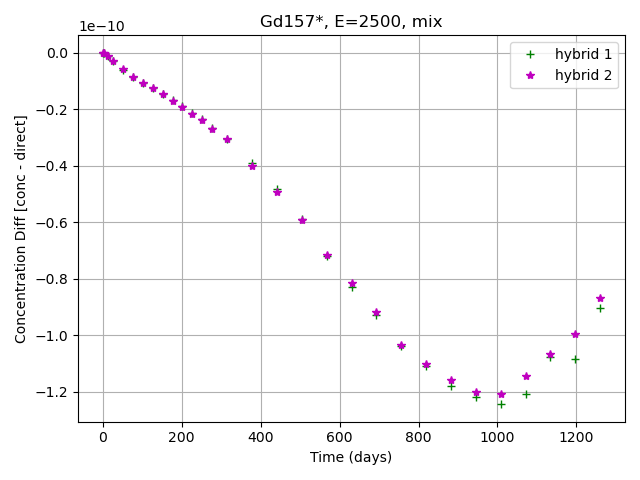 Gd157*, E=2500, mix
1e−10
0.0
−0.2
−0.4
−0.6
−0.8
−1.0
−1.2
Concentration Diff [conc - direct]
hybrid 1
hybrid 2
0 200 400 600 800 1000 1200
Time (days)